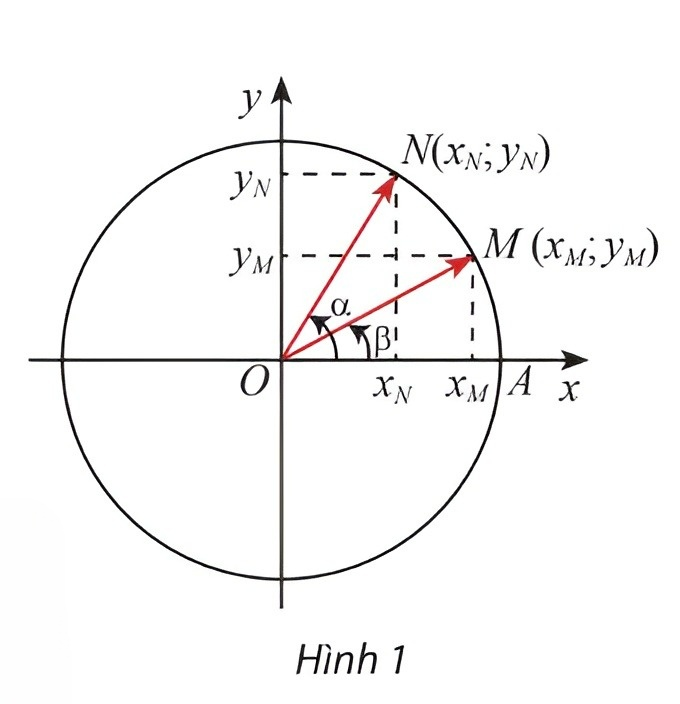 y
N(x_N; y_N)
y_N
M (x_M; y_M)
y_M
α
β
O
x_N
x_M
A
x
Hình 1